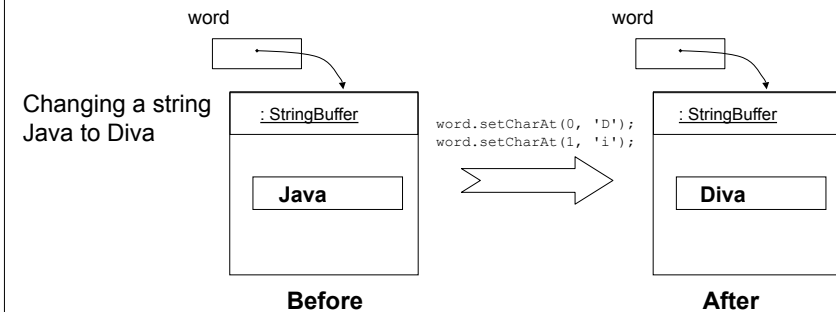 word
word
Changing a string
Java to Diva
: StringBuffer
word.setCharAt(0, 'D');
word.setCharAt(1, 'i');
: StringBuffer
Java
Diva
Before
After